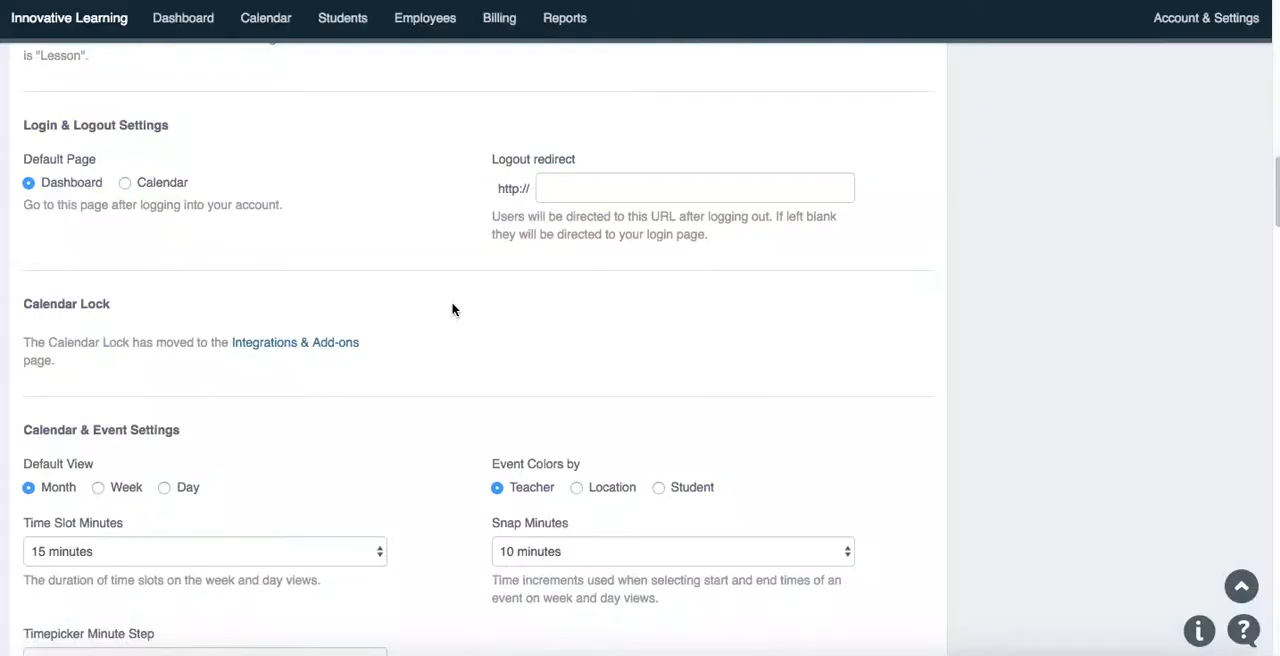 Innovative Learning Dashboard Calendar Students Employees Billing Reports Account & Settings
is "Lesson".
Login & Logout Settings
Default Page
Dashboard Calendar
Go to this page after logging into your account.
Logout redirect
http://
Users will be directed to this URL after logging out. If left blank
they will be directed to your login page.
Calendar Lock
The Calendar Lock has moved to the Integrations & Add-ons
page.
Calendar & Event Settings
Default View
Month Week Day
Event Colors by
Teacher Location Student
Time Slot Minutes
15 minutes
The duration of time slots on the week and day views.
Snap Minutes
10 minutes
Time increments used when selecting start and end times of an
event on week and day views.
Timepicker Minute Step